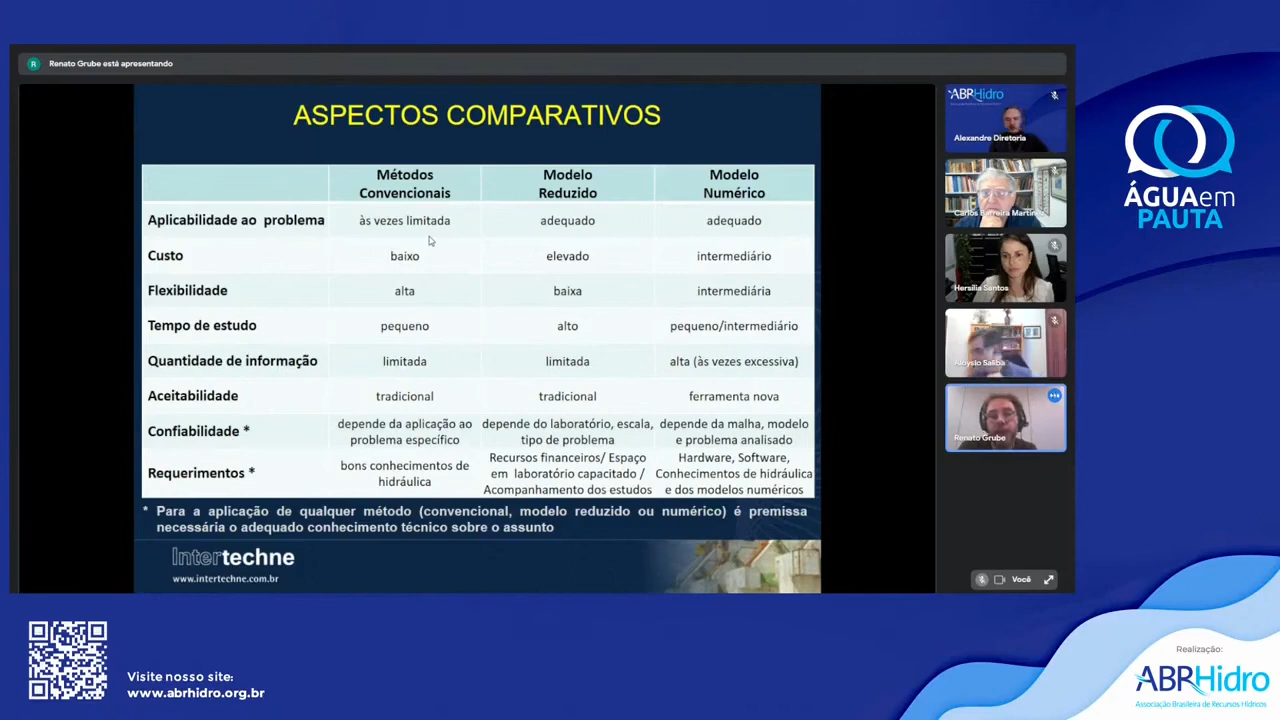 R Renato Grube está apresentando
ASPECTOS COMPARATIVOS
Métodos Convencionais
Modelo Reduzido
Modelo Numérico
Aplicabilidade ao problema às vezes limitada adequado adequado
Custo baixo elevado intermediário
Flexibilidade alta baixa intermediária
Tempo de estudo pequeno alto pequeno/intermediário
Quantidade de informação limitada limitada alta (às vezes excessiva)
Aceitabilidade tradicional tradicional ferramenta nova
Confiabilidade *
depende da aplicação ao
problema específico
depende do laboratório, escala,
tipo de problema
depende da malha, modelo
e problema analisado
Requerimentos *
bons conhecimentos de
hidráulica
Recursos financeiros/ Espaço
em laboratório capacitado /
Acompanhamento dos estudos
Hardware, Software,
Conhecimentos de hidráulica
e dos modelos numéricos
* Para a aplicação de qualquer método (convencional, modelo reduzido ou numérico) é premissa
necessária o adequado conhecimento técnico sobre o assunto
Intertechne
www.intertechne.com.br
ABRHidro
Alexandre Diretoria
Carlos Barreira Martinez
Hersília Santos
Aloysio Saliba
Renato Grube
Você
ÁGUAem
PAUTA
Visite nosso site:
www.abrhidro.org.br
Realização:
ABRHidro
Associação Brasileira de Recursos Hídricos